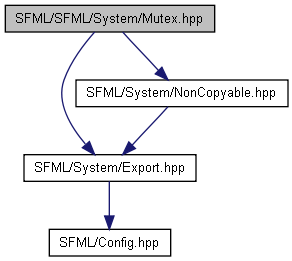 SFML/SFML/System/Mutex.hpp
SFML/System/NonCopyable.hpp
SFML/System/Export.hpp
SFML/Config.hpp